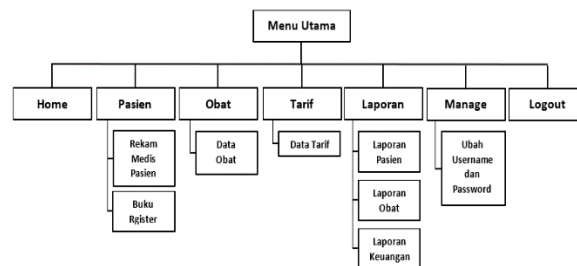 Menu Utama
Home
Pasien
Obat
Tarif
Laporan
Manage
Logout
Rekam
Medis
Pasien
Buku
Rgister
Data
Obat
Data Tarif
Laporan
Pasien
Laporan
Obat
Laporan
Keuangan
Ubah
Username
dan
Password